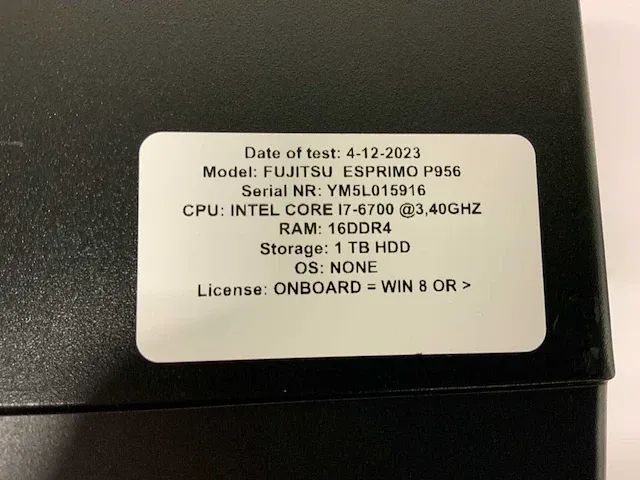 Date of test: 4-12-2023
Model: FUJITSU ESPRIMO P956
Serial NR: YM5L015916
CPU: INTEL CORE I7-6700 @3,40GHZ
RAM: 16DDR4
Storage: 1 TB HDD
OS: NONE
License: ONBOARD = WIN 8 OR >